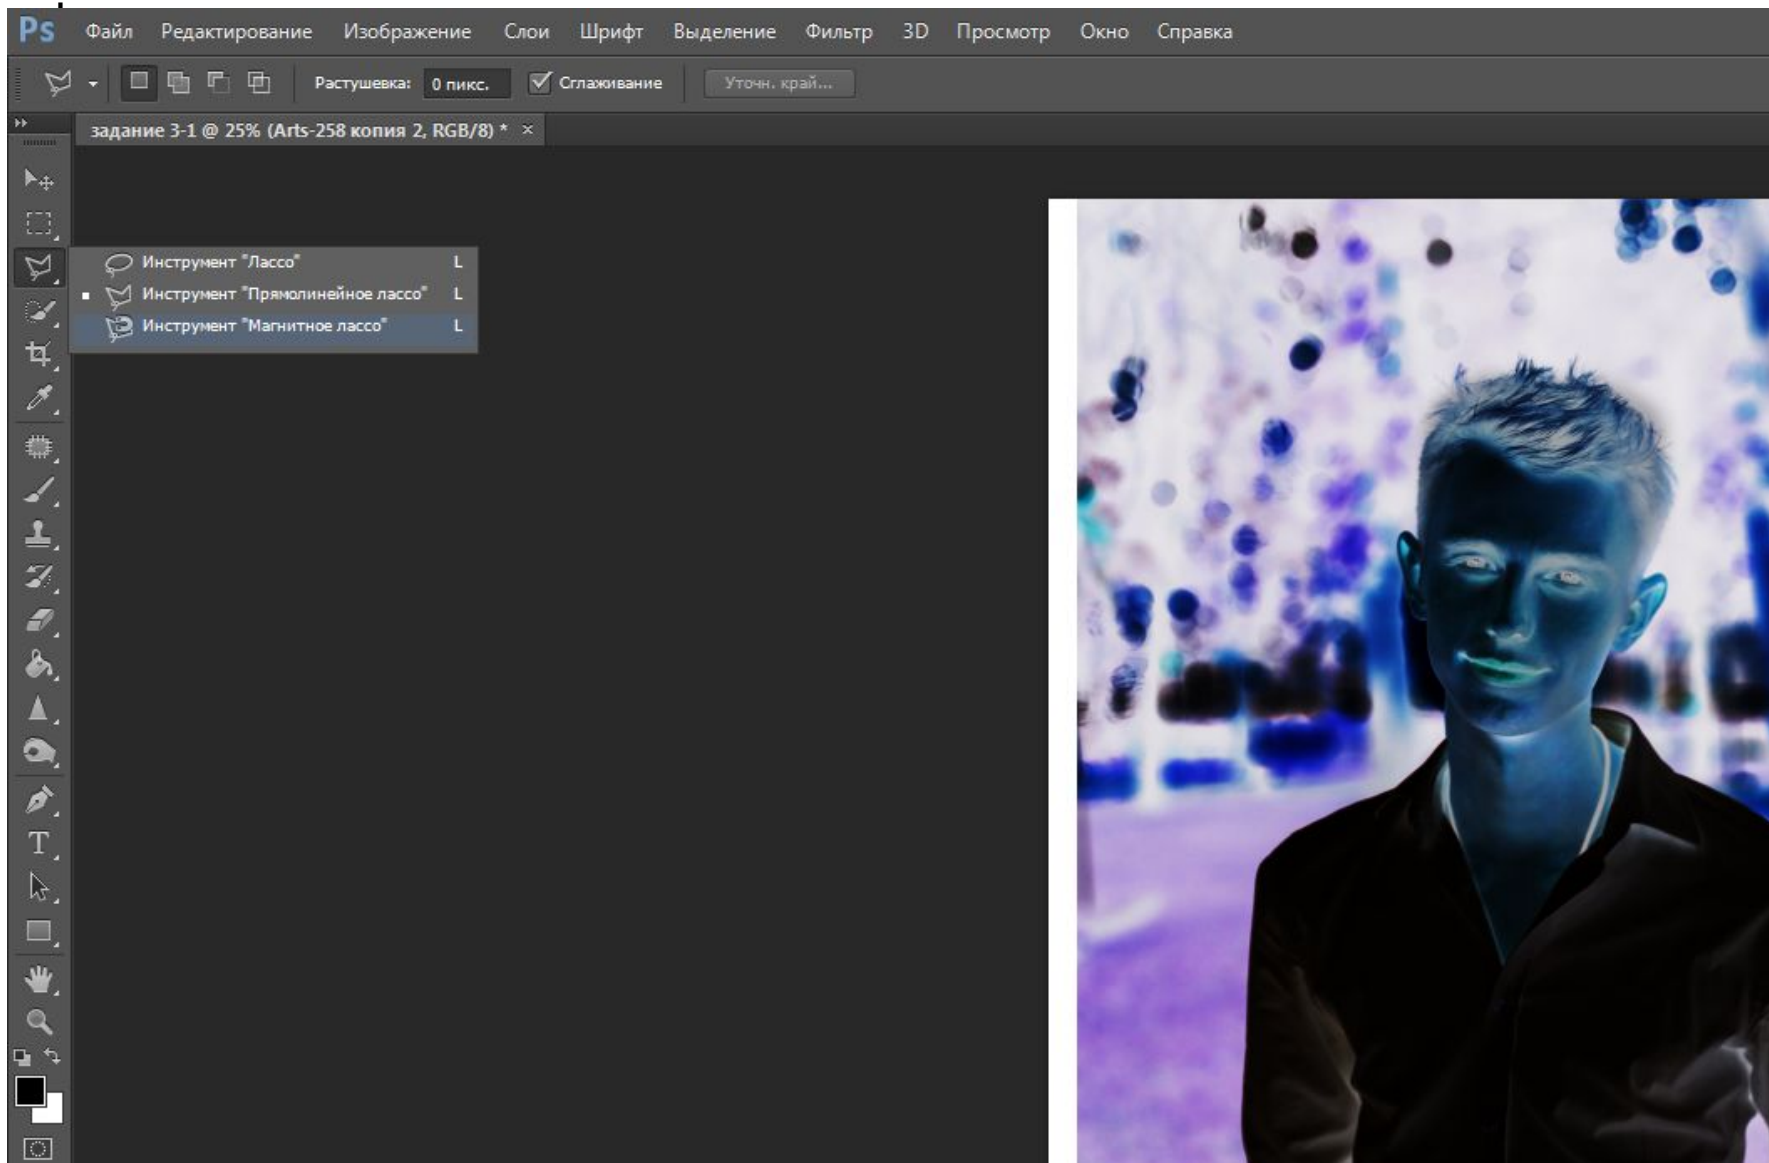 Ps Файл Редактирование Изображение Слои Шрифт Выделение Фильтр 3D Просмотр Окно Справка
Растушевка: 0 пикс. Сглаживание Уточн. край...
задание 3-1 @ 25% (Arts-258 копия 2, RGB/8) * ×
Инструмент "Лассо" L
Инструмент "Прямолинейное лассо" L
Инструмент "Магнитное лассо" L
T